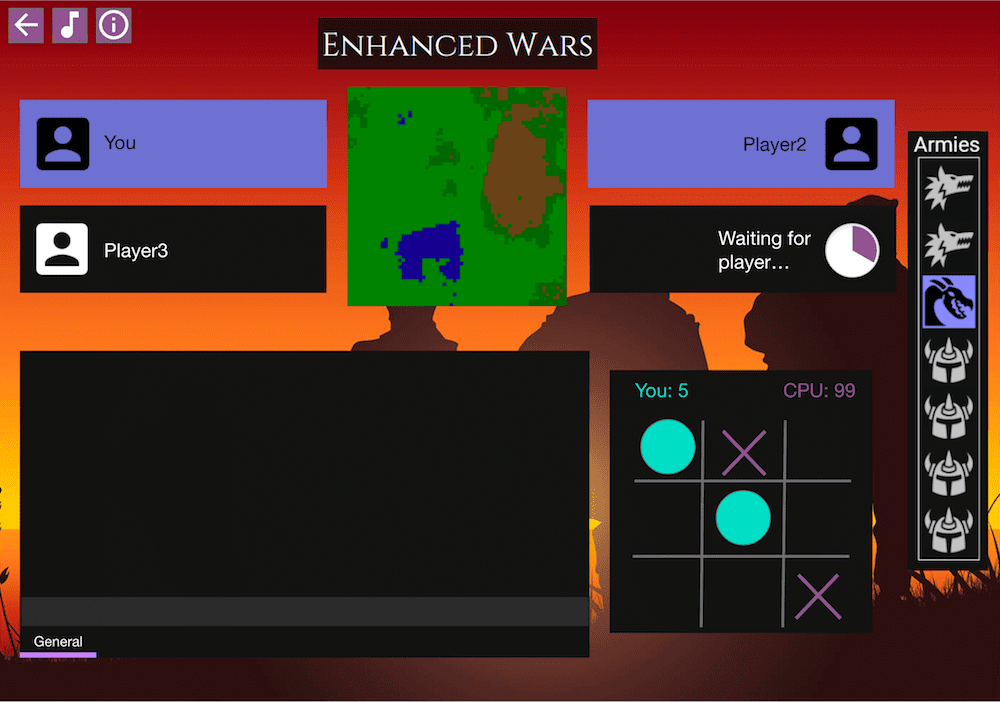 Enhanced Wars
You
Player2
Armies
Player3
Waiting for
player...
You: 5
CPU: 99
General